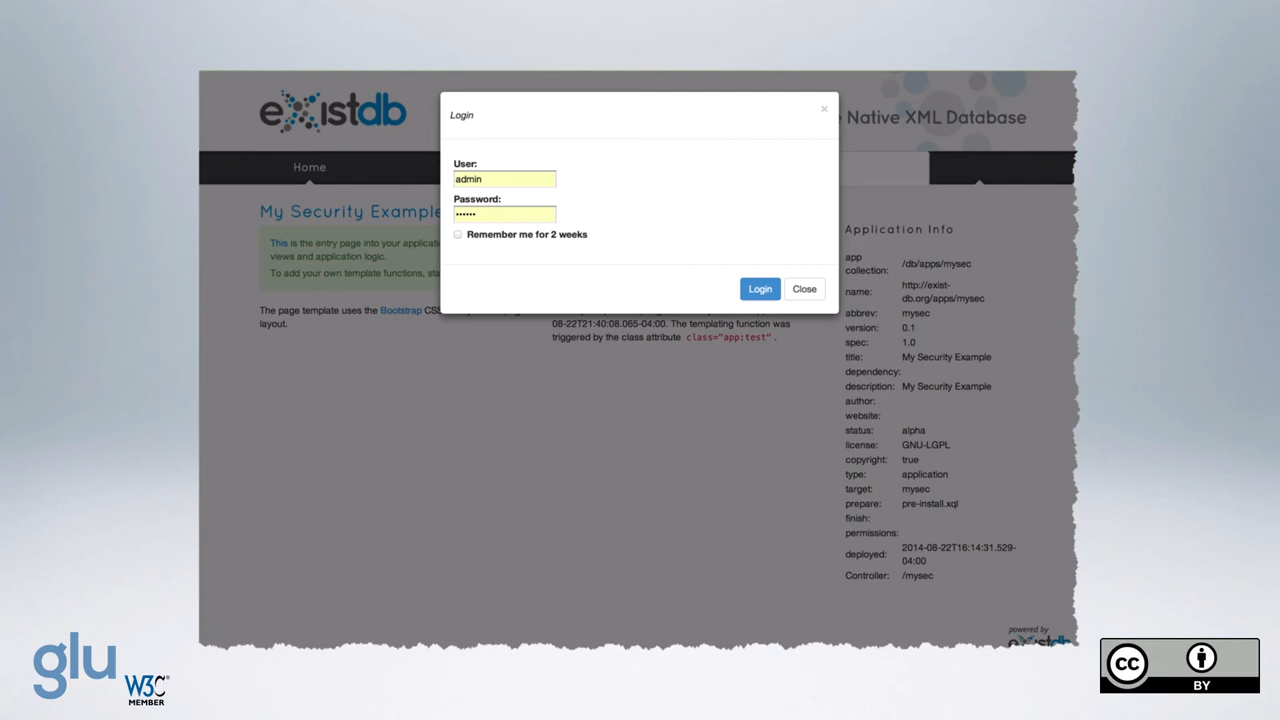 existdb
Native XML Database
Home
Login
×
User:
admin
Password:
••••••
Remember me for 2 weeks
Login
Close
My Security Example
This is the entry page into your application
views and application logic.
To add your own template functions, sta
The page template uses the Bootstrap CSS
layout.
08-22T21:40:08.065-04:00. The templating function was
triggered by the class attribute class="app:test" .
Application Info
app collection: /db/apps/mysec
name: http://exist-db.org/apps/mysec
abbrev: mysec
version: 0.1
spec: 1.0
title: My Security Example
dependency:
description: My Security Example
author:
website:
status: alpha
license: GNU-LGPL
copyright: true
type: application
target: mysec
prepare: pre-install.xql
finish:
permissions:
deployed: 2014-08-22T16:14:31.529-04:00
Controller: /mysec
powered by
existdb
glu
W3C®
MEMBER
cc
BY